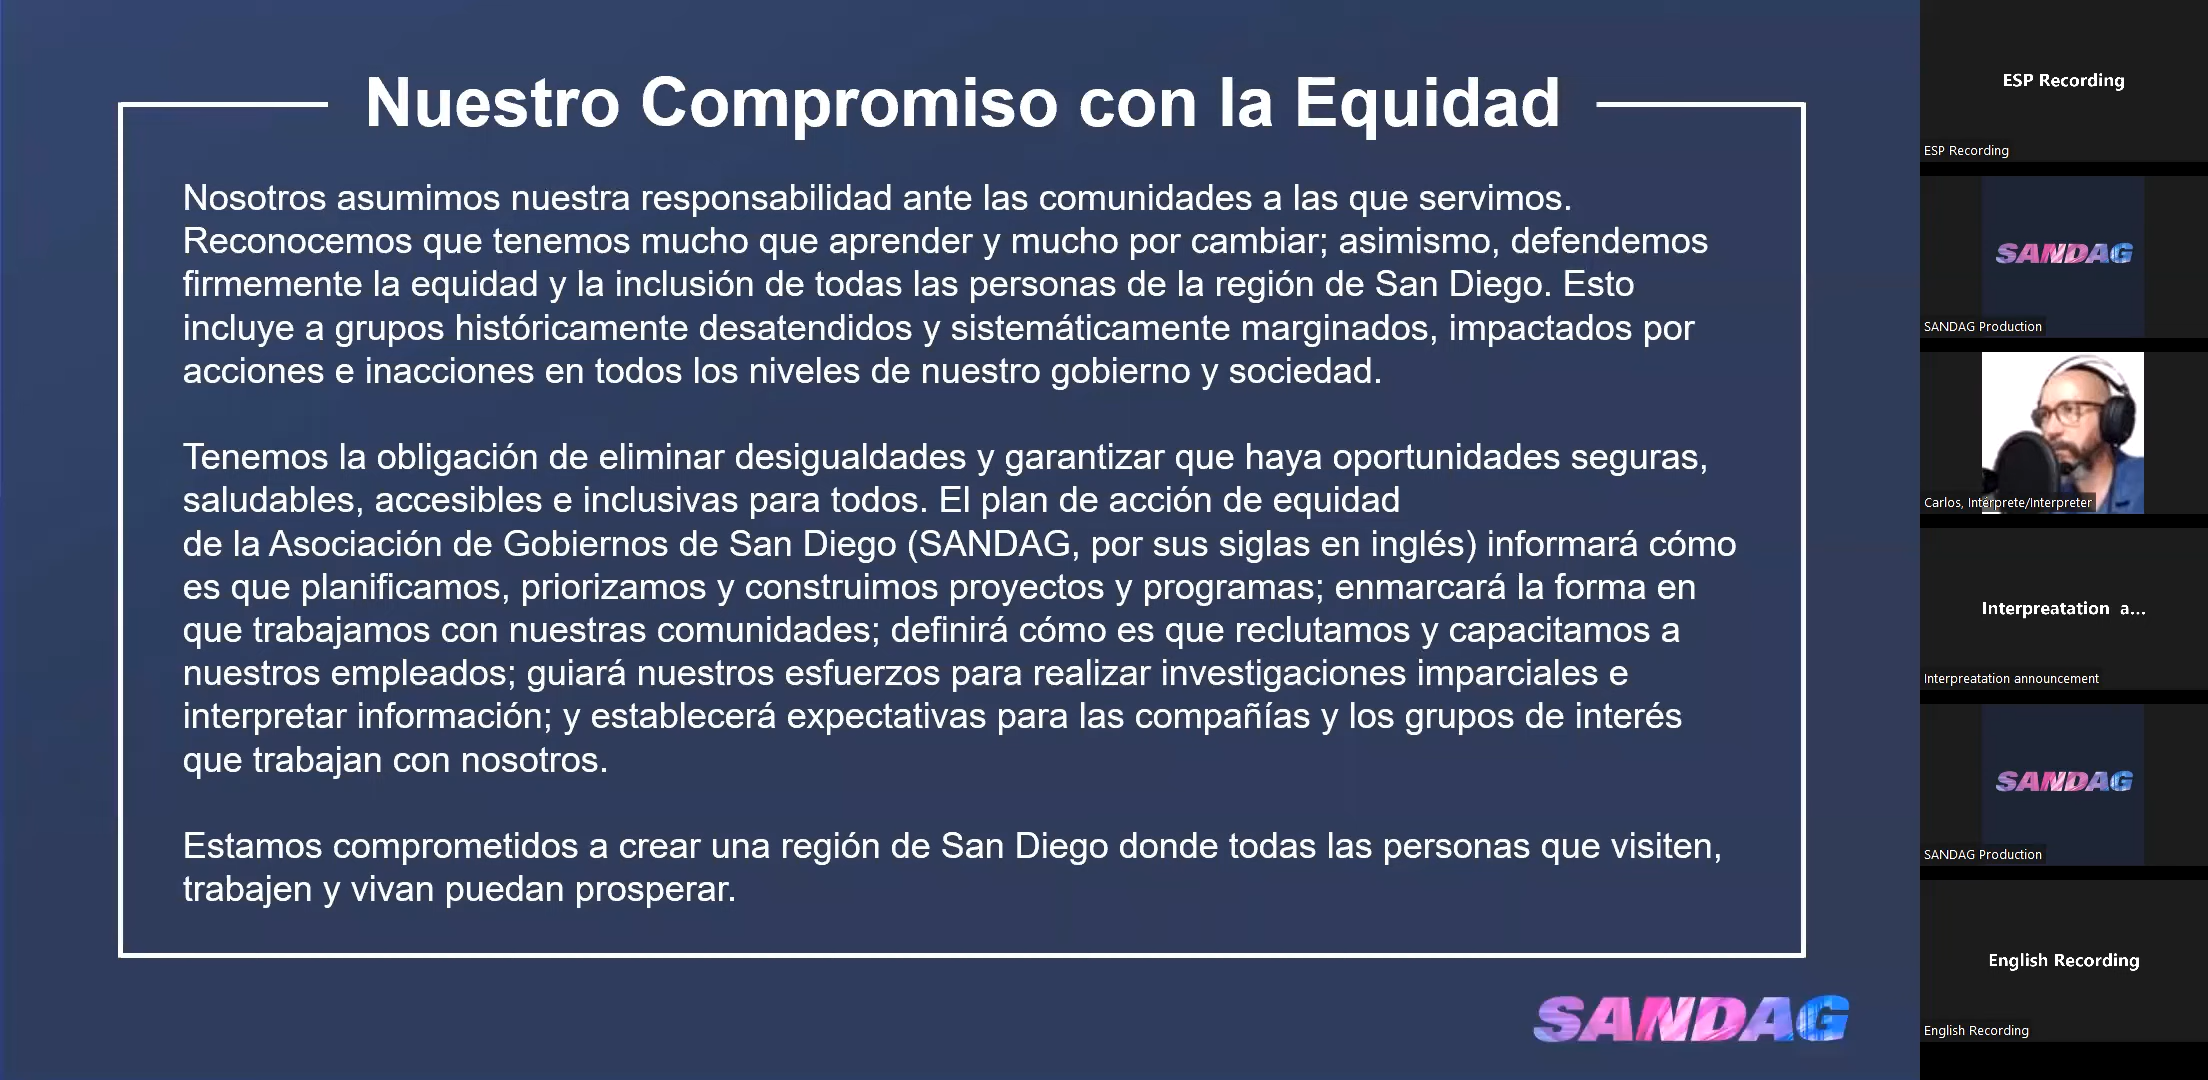 Nuestro Compromiso con la Equidad
Nosotros asumimos nuestra responsabilidad ante las comunidades a las que servimos.
Reconocemos que tenemos mucho que aprender y mucho por cambiar; asimismo, defendemos
firmemente la equidad y la inclusión de todas las personas de la región de San Diego. Esto
incluye a grupos históricamente desatendidos y sistemáticamente marginados, impactados por
acciones e inacciones en todos los niveles de nuestro gobierno y sociedad.
Tenemos la obligación de eliminar desigualdades y garantizar que haya oportunidades seguras,
saludables, accesibles e inclusivas para todos. El plan de acción de equidad
de la Asociación de Gobiernos de San Diego (SANDAG, por sus siglas en inglés) informará cómo
es que planificamos, priorizamos y construimos proyectos y programas; enmarcará la forma en
que trabajamos con nuestras comunidades; definirá cómo es que reclutamos y capacitamos a
nuestros empleados; guiará nuestros esfuerzos para realizar investigaciones imparciales e
interpretar información; y establecerá expectativas para las compañías y los grupos de interés
que trabajan con nosotros.
Estamos comprometidos a crear una región de San Diego donde todas las personas que visiten,
trabajen y vivan puedan prosperar.
SANDAG
ESP Recording
ESP Recording
SANDAG
SANDAG Production
Carlos, Intérprete/Interpreter
Interpreatation a...
Interpreatation announcement
SANDAG
SANDAG Production
English Recording
English Recording